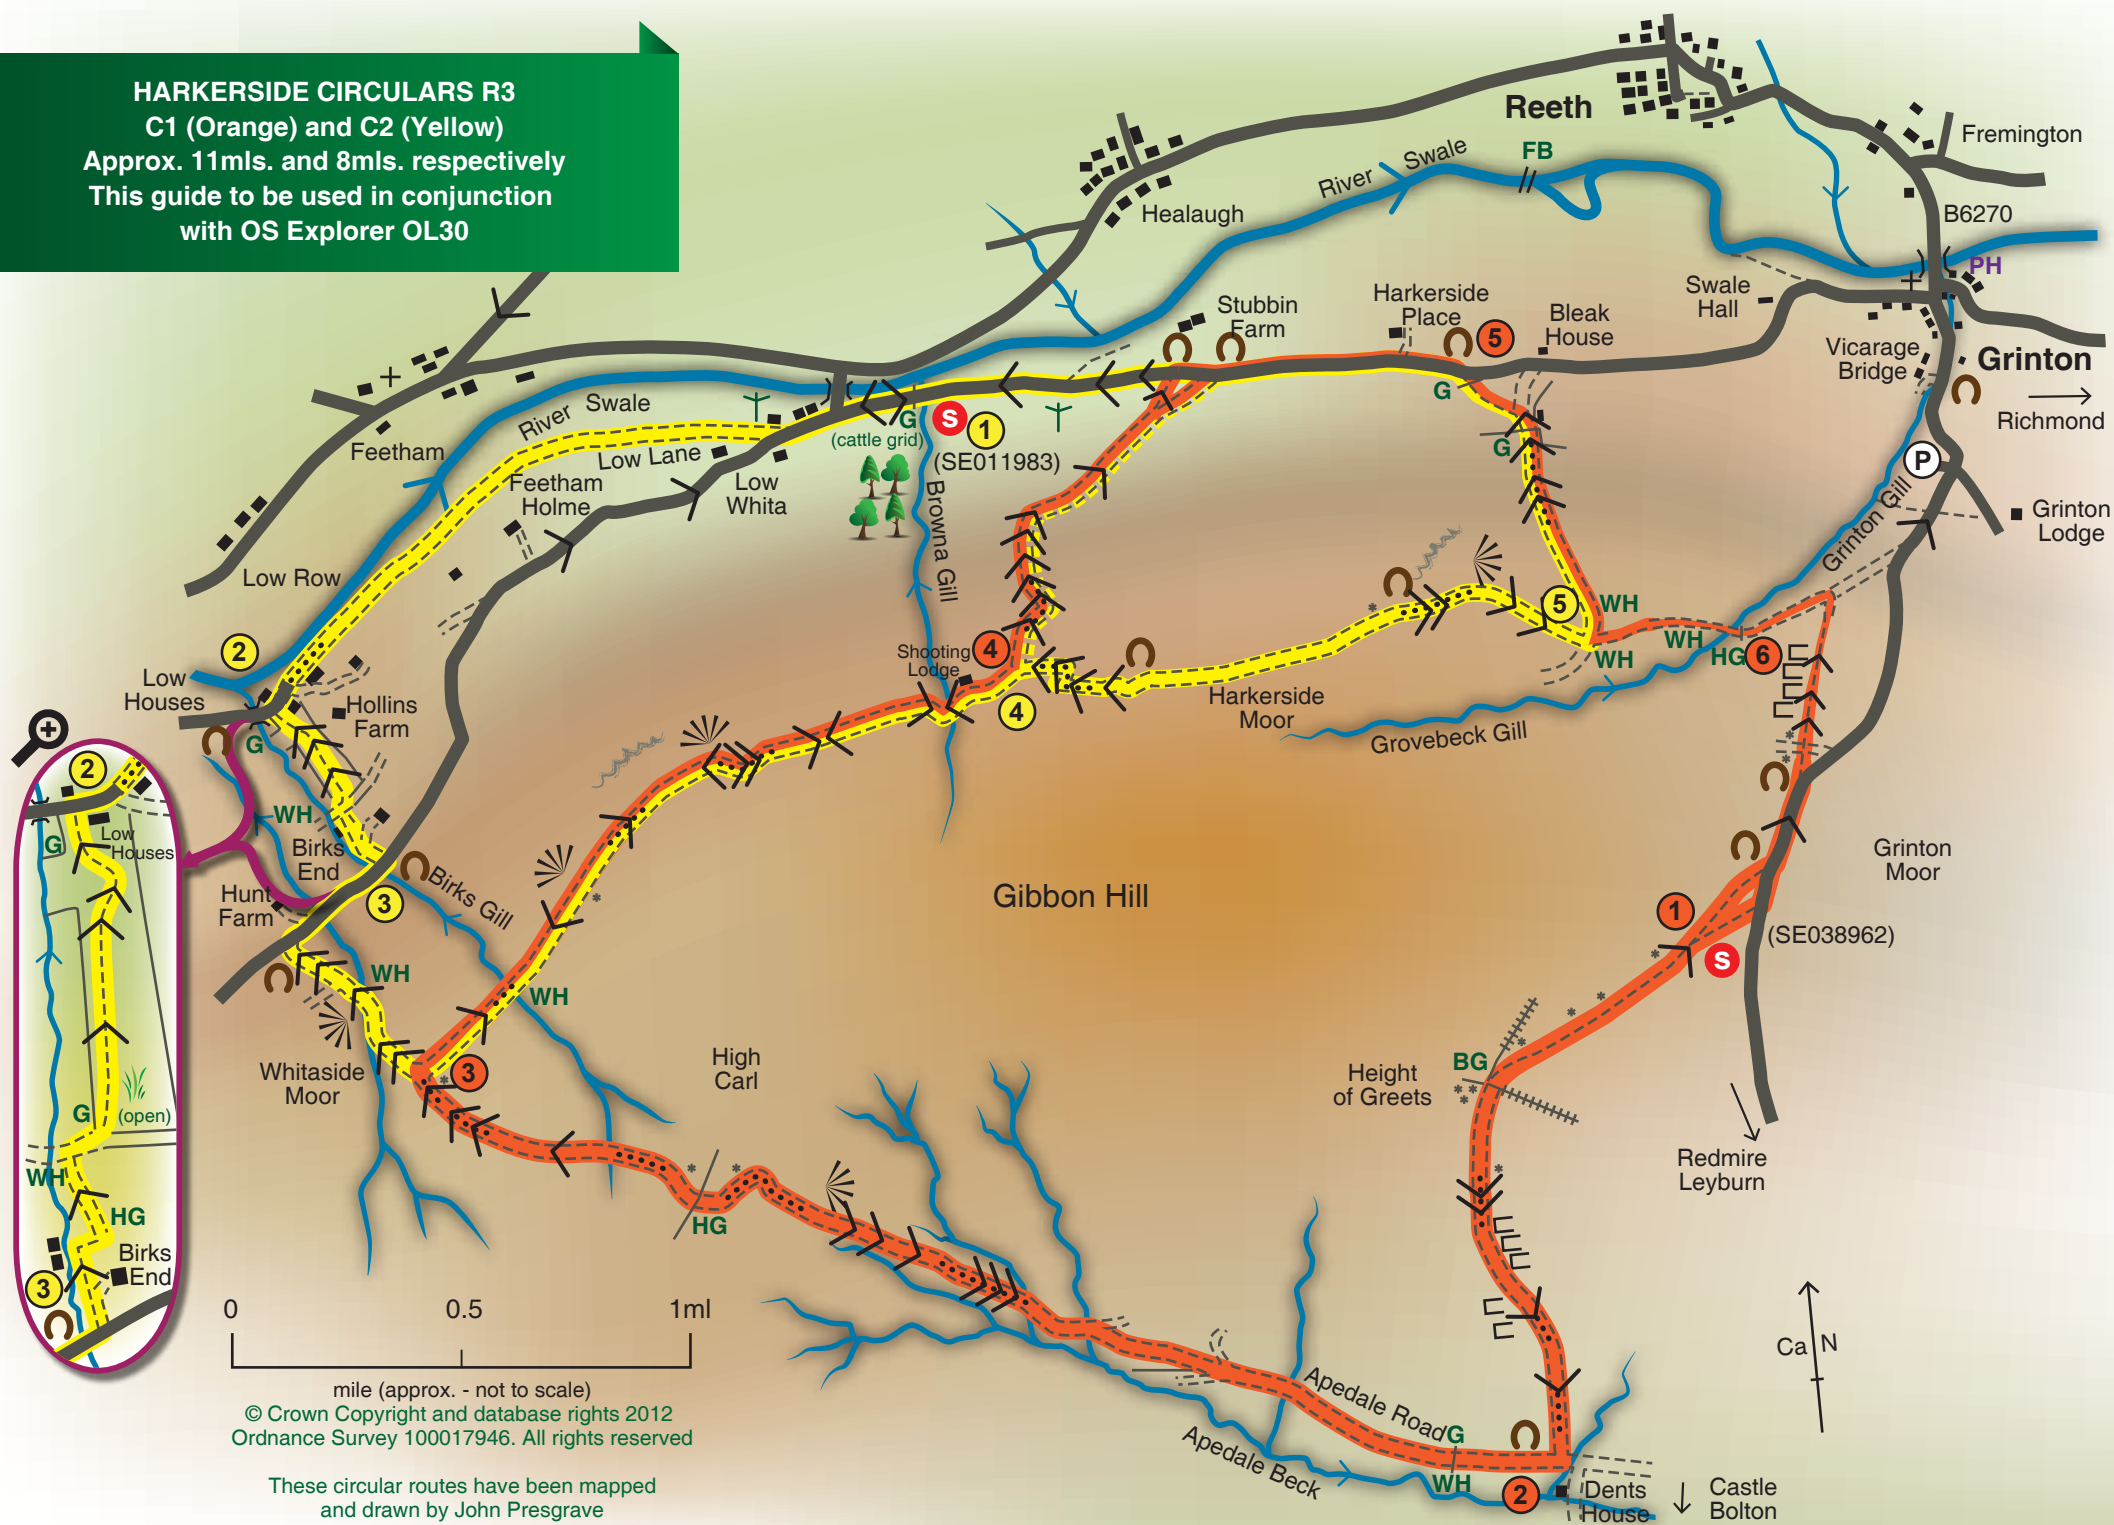 HARKERSIDE CIRCULARS R3
C1 (Orange) and C2 (Yellow)
Approx. 11mls. and 8mls. respectively
This guide to be used in conjunction
with OS Explorer OL30
Reeth
Fremington
FB
River Swale
Healaugh
B6270
PH
Swale
Hall
Stubbin
Farm
Harkerside
Place
5
Bleak
House
Vicarage
Bridge
Grinton
Richmond
G
River Swale
Feetham
G
(cattle grid)
S
1
(SE011983)
Low Lane
Low
Whita
Feetham
Holme
G
P
Grinton
Lodge
Grinton Gill
Browna Gill
Low Row
2
Low
Houses
Hollins
Farm
G
Shooting
Lodge
4
4
5
WH
WH
WH
HG
6
Harkerside
Moor
Grovebeck Gill
2
G
Low
Houses
WH
Birks
End
Hunt
Farm
3
Birks Gill
Gibbon Hill
Grinton
Moor
1
(SE038962)
S
WH
WH
Whitaside
Moor
3
High
Carl
Height
of Greets
BG
Redmire
Leyburn
G
(open)
WH
HG
Birks
End
3
HG
0
0.5
1ml
mile (approx. - not to scale)
© Crown Copyright and database rights 2012
Ordnance Survey 100017946. All rights reserved
These circular routes have been mapped
and drawn by John Presgrave
Apedale Road
G
Apedale Beck
WH
2
Dents
House
Castle
Bolton
Ca N